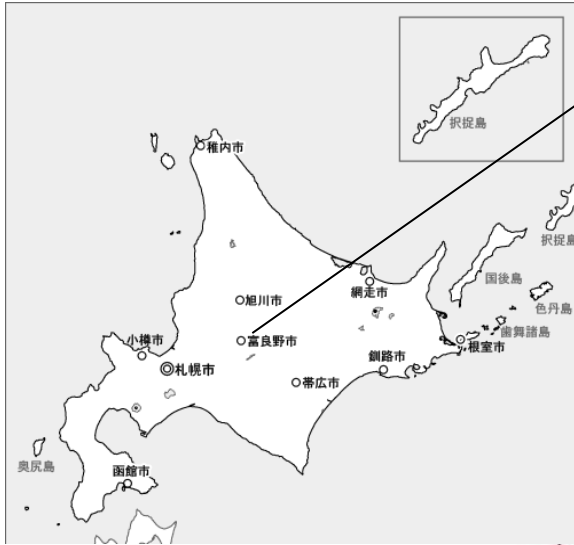 択捉島
稚内市
択捉島
国後島
網走市
色丹島
旭川市
歯舞諸島
富良野市
根室市
小樽市
札幌市
釧路市
帯広市
奥尻島
函館市